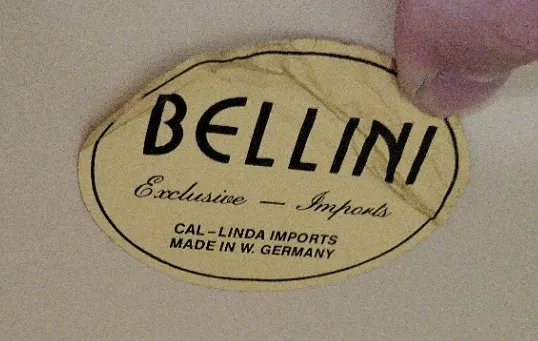 BELLINI
Exclusive — Imports
CAL-LINDA IMPORTS
MADE IN W. GERMANY